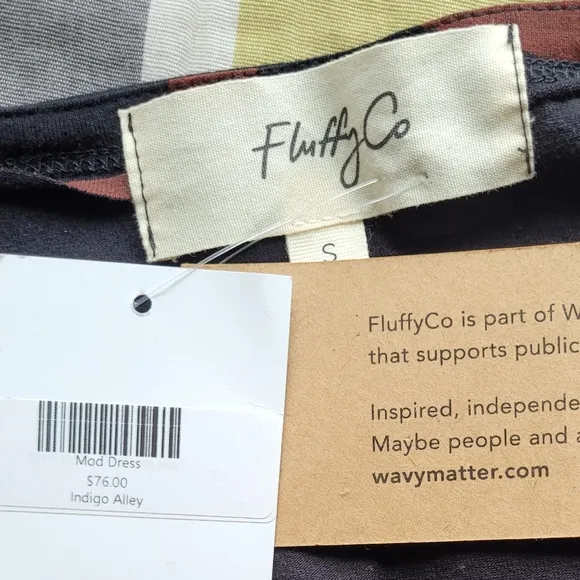 FluffyCo
S
Mod Dress
$76.00
Indigo Alley
FluffyCo is part of W
that supports public
Inspired, independe
Maybe people and a
wavymatter.com